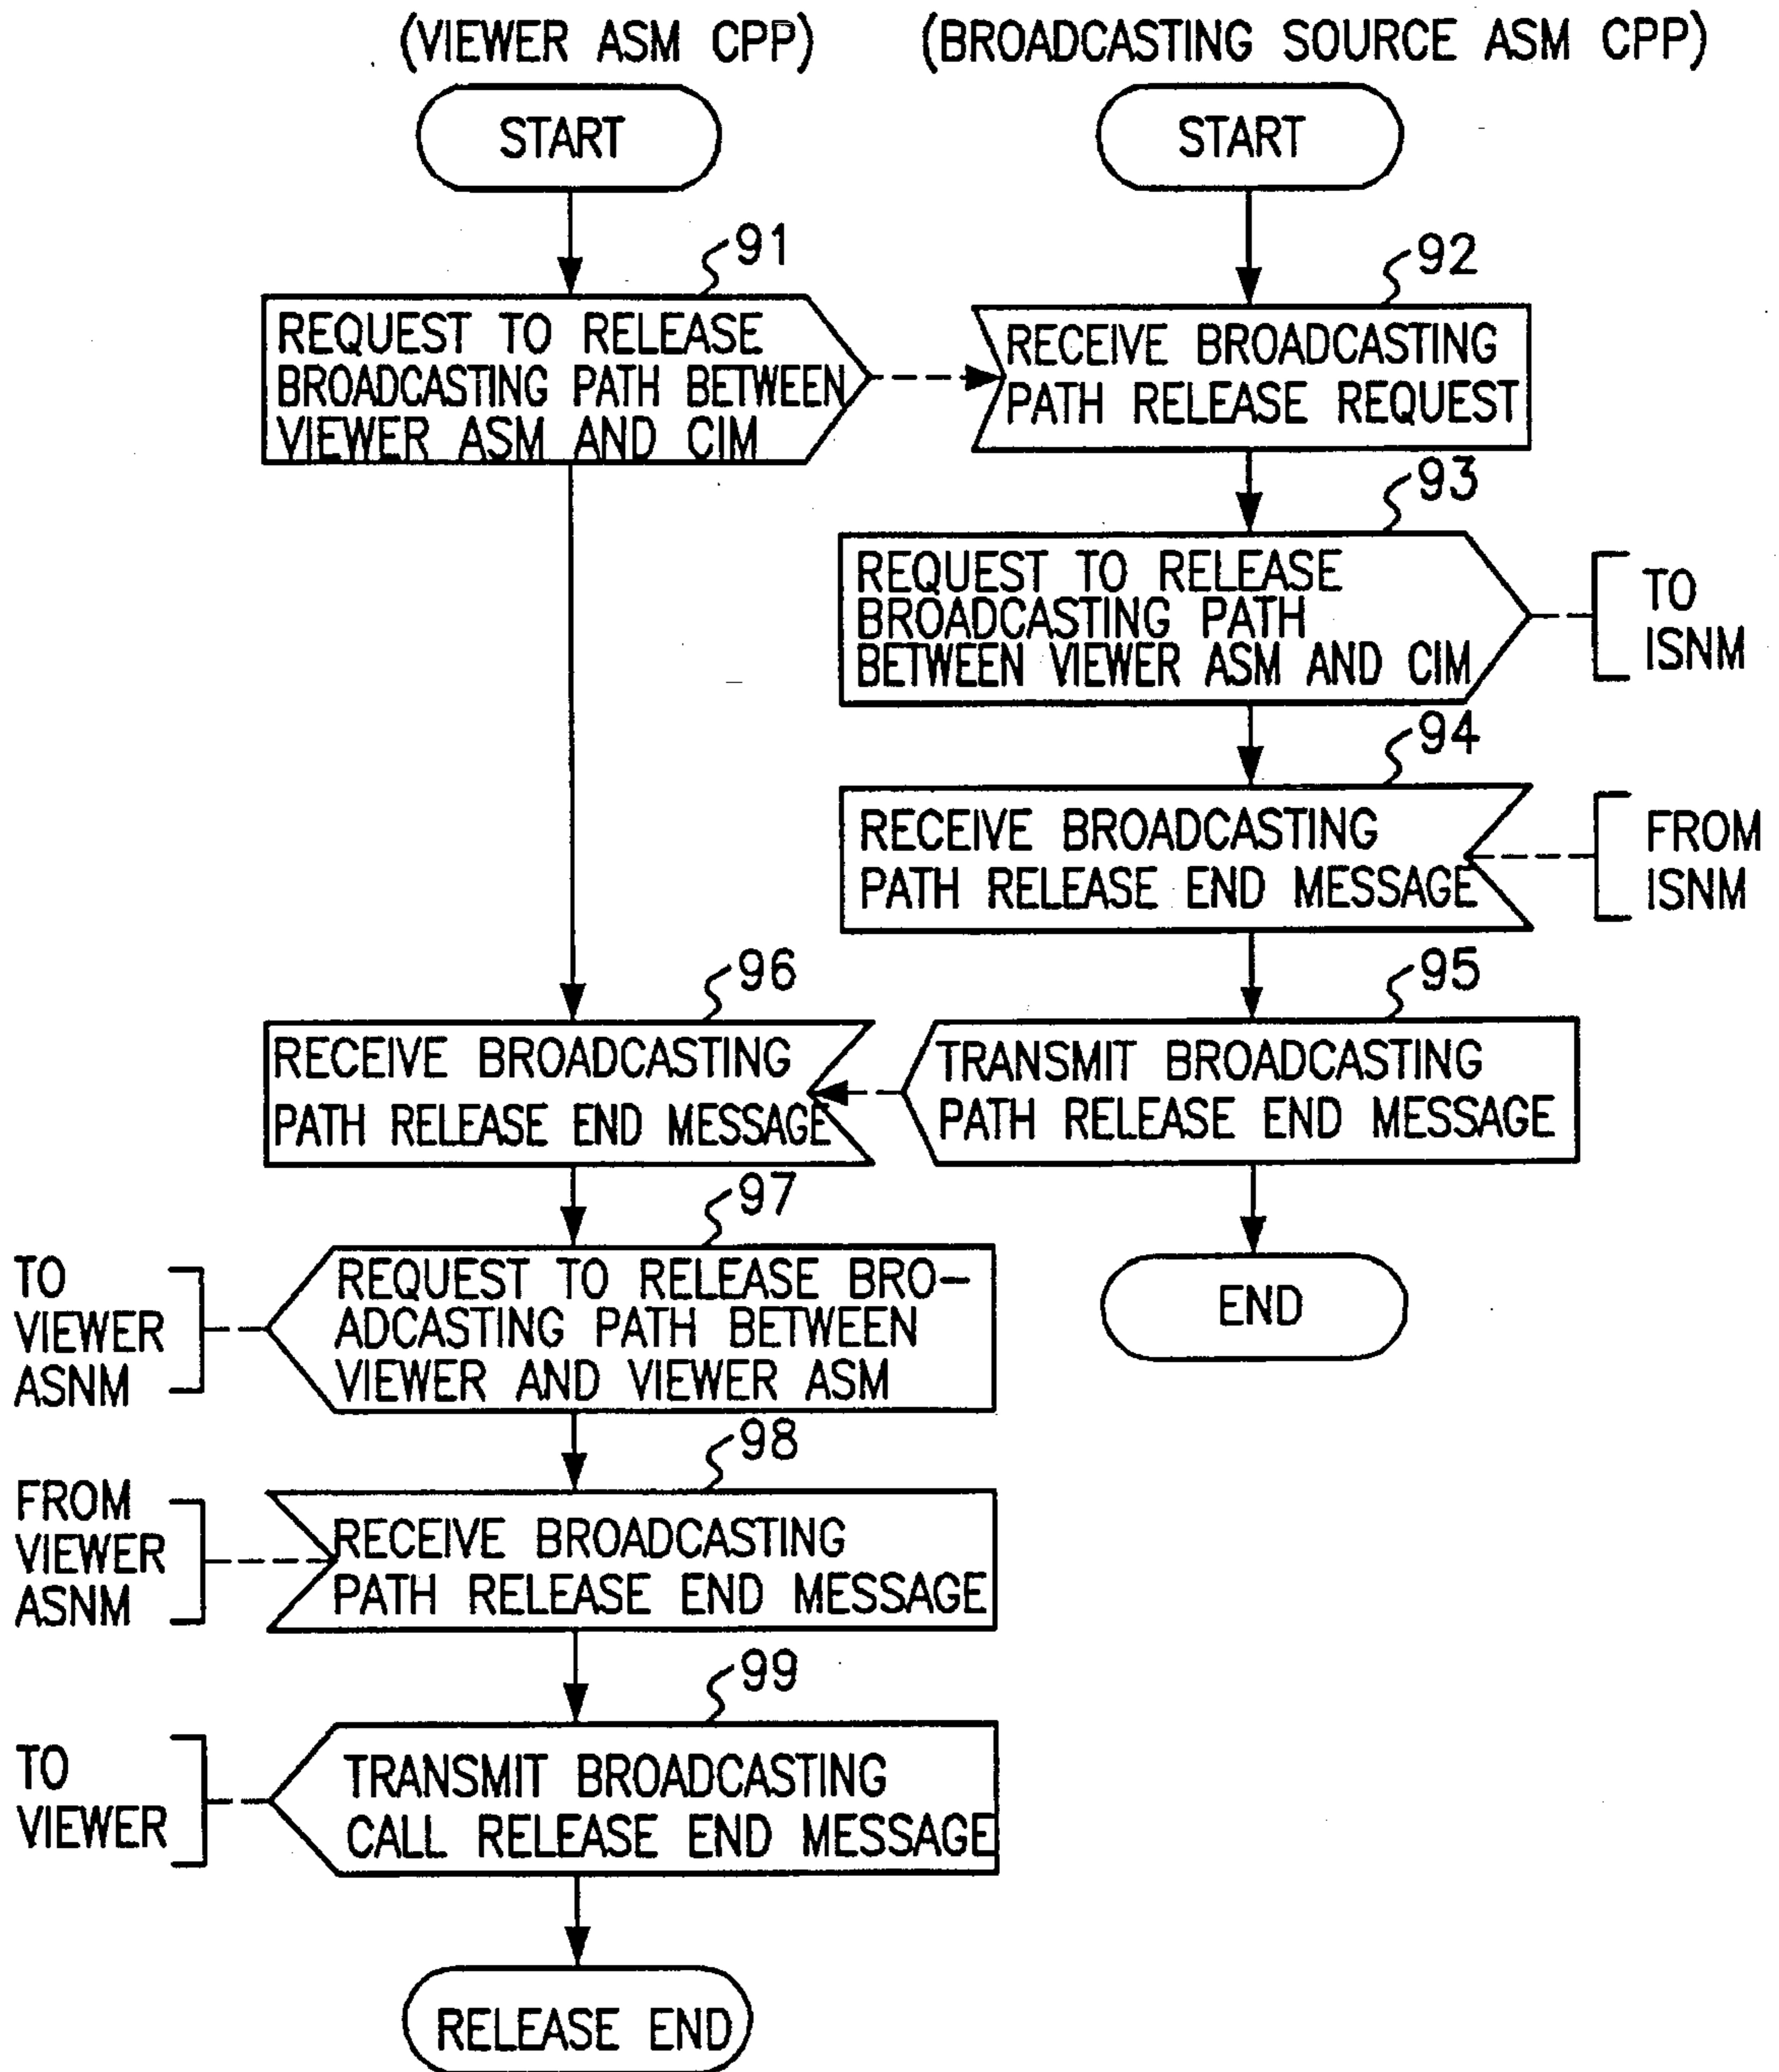 (VIEWER ASM CPP)
(BROADCASTING SOURCE ASM CPP)
START
START
91
92
REQUEST TO RELEASE
BROADCASTING PATH BETWEEN
VIEWER ASM AND CIM
RECEIVE BROADCASTING
PATH RELEASE REQUEST
93
REQUEST TO RELEASE
BROADCASTING PATH
BETWEEN VIEWER ASM AND CIM
TO
ISNM
94
RECEIVE BROADCASTING
PATH RELEASE END MESSAGE
FROM
ISNM
96
95
RECEIVE BROADCASTING
PATH RELEASE END MESSAGE
TRANSMIT BROADCASTING
PATH RELEASE END MESSAGE
97
TO
VIEWER
ASNM
REQUEST TO RELEASE BRO-
ADCASTING PATH BETWEEN
VIEWER AND VIEWER ASM
END
98
FROM
VIEWER
ASNM
RECEIVE BROADCASTING
PATH RELEASE END MESSAGE
99
TO
VIEWER
TRANSMIT BROADCASTING
CALL RELEASE END MESSAGE
RELEASE END